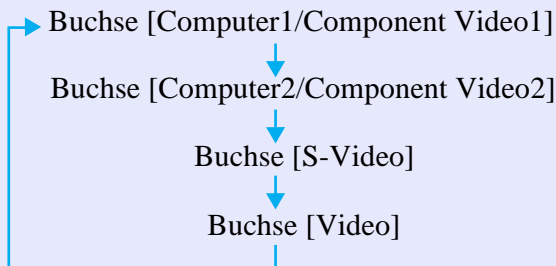 Buchse [Computer1/Component Video1]
Buchse [Computer2/Component Video2]
Buchse [S-Video]
Buchse [Video]